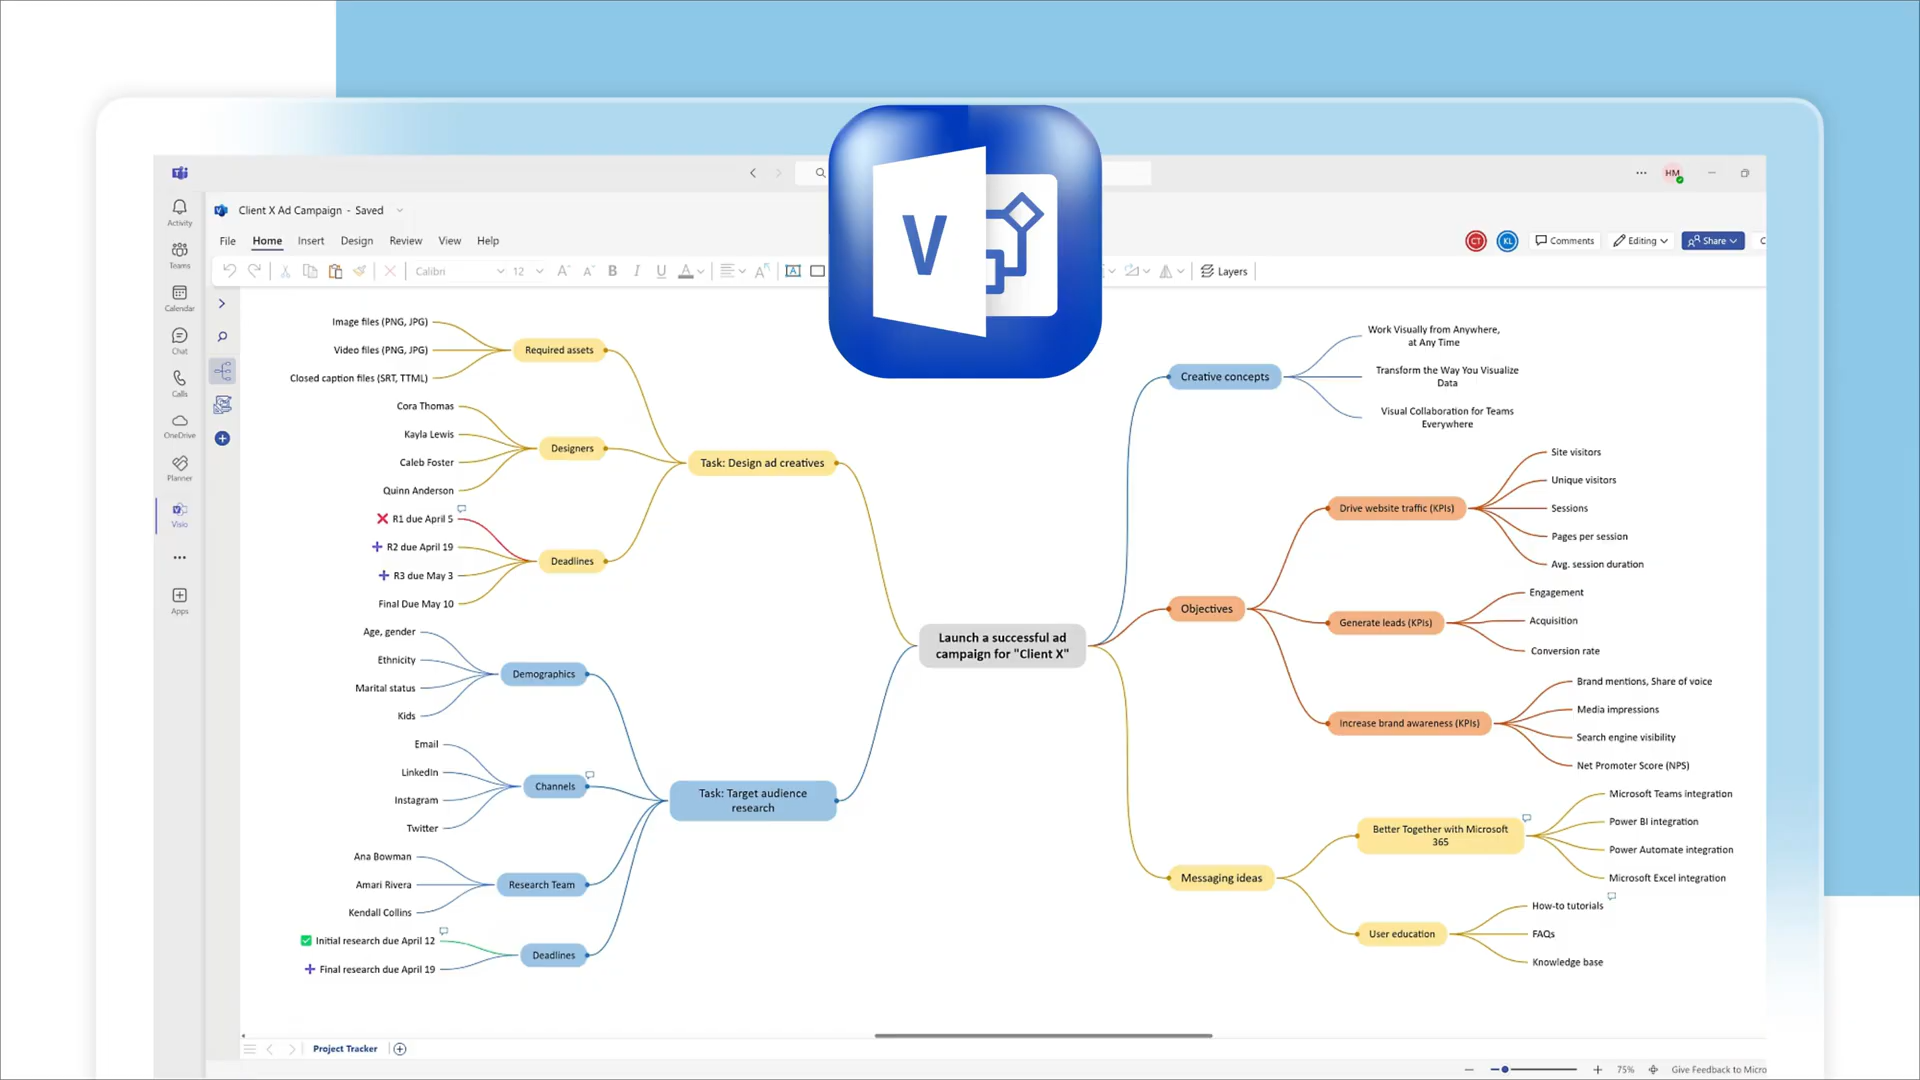 HM
Client X Ad Campaign - Saved
File Home Insert Design Review View Help
CT KL Comments Editing Share
Calibri 12 B I U A A Layers
Activity
Teams
Calendar
Chat
Calls
OneDrive
Planner
Visio
Apps
V
Image files (PNG, JPG)
Video files (PNG, JPG)
Closed caption files (SRT, TTML)
Required assets
Cora Thomas
Kayla Lewis
Caleb Foster
Quinn Anderson
Designers
R1 due April 5
R2 due April 19
R3 due May 3
Final Due May 10
Deadlines
Task: Design ad creatives
Age, gender
Ethnicity
Marital status
Kids
Demographics
Email
LinkedIn
Instagram
Twitter
Channels
Ana Bowman
Amari Rivera
Kendall Collins
Research Team
Initial research due April 12
Final research due April 19
Deadlines
Task: Target audience
research
Launch a successful ad
campaign for "Client X"
Creative concepts
Work Visually from Anywhere,
at Any Time
Transform the Way You Visualize
Data
Visual Collaboration for Teams
Everywhere
Objectives
Drive website traffic (KPIs)
Site visitors
Unique visitors
Sessions
Pages per session
Avg. session duration
Generate leads (KPIs)
Engagement
Acquisition
Conversion rate
Increase brand awareness (KPIs)
Brand mentions, Share of voice
Media impressions
Search engine visibility
Net Promoter Score (NPS)
Messaging ideas
Better Together with Microsoft
365
Microsoft Teams integration
Power BI integration
Power Automate integration
Microsoft Excel integration
User education
How-to tutorials
FAQs
Knowledge base
Project Tracker
75% Give Feedback to Micro